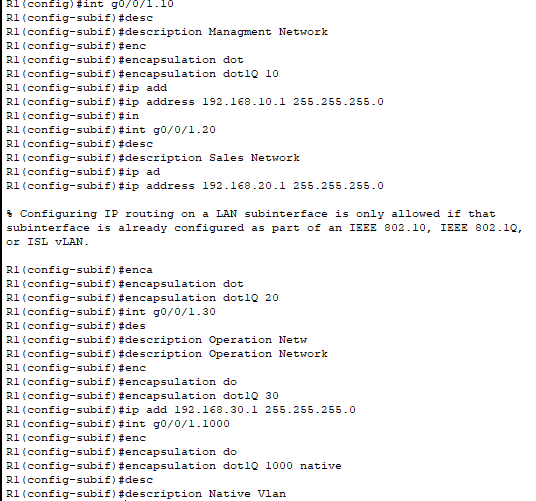 R1(config)#int g0/0/1.10
R1(config-subif)#desc
R1(config-subif)#description Managment Network
R1(config-subif)#enc
R1(config-subif)#encapsulation dot
R1(config-subif)#encapsulation dot1Q 10
R1(config-subif)#ip add
R1(config-subif)#ip address 192.168.10.1 255.255.255.0
R1(config-subif)#in
R1(config-subif)#int g0/0/1.20
R1(config-subif)#desc
R1(config-subif)#description Sales Network
R1(config-subif)#ip ad
R1(config-subif)#ip address 192.168.20.1 255.255.255.0
% Configuring IP routing on a LAN subinterface is only allowed if that
subinterface is already configured as part of an IEEE 802.10, IEEE 802.1Q,
or ISL vLAN.
R1(config-subif)#enca
R1(config-subif)#encapsulation dot
R1(config-subif)#encapsulation dot1Q 20
R1(config-subif)#int g0/0/1.30
R1(config-subif)#des
R1(config-subif)#description Operation Netw
R1(config-subif)#description Operation Network
R1(config-subif)#enc
R1(config-subif)#encapsulation do
R1(config-subif)#encapsulation dot1Q 30
R1(config-subif)#ip add 192.168.30.1 255.255.255.0
R1(config-subif)#int g0/0/1.1000
R1(config-subif)#enc
R1(config-subif)#encapsulation do
R1(config-subif)#encapsulation dot1Q 1000 native
R1(config-subif)#desc
R1(config-subif)#description Native Vlan